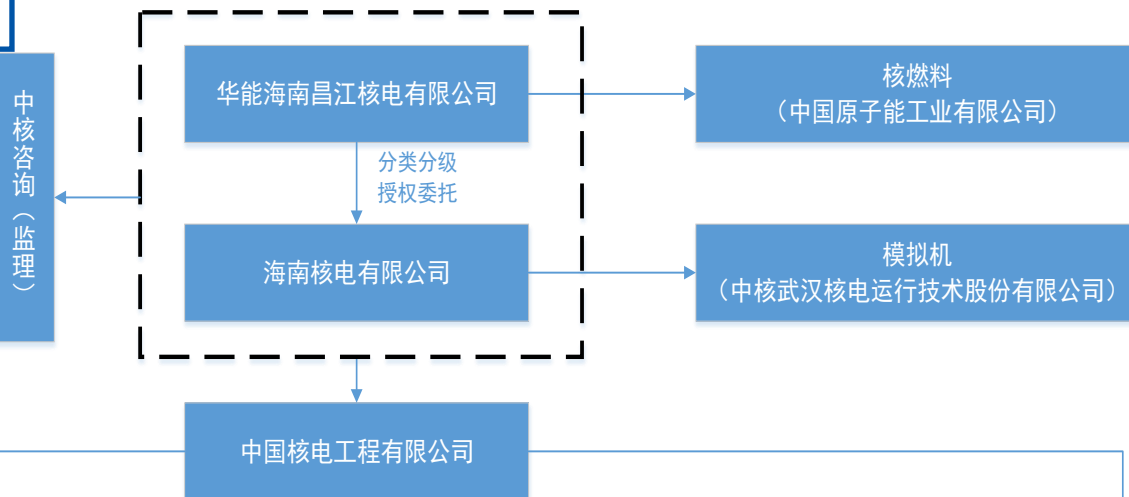 华能海南昌江核电有限公司
核燃料
（中国原子能工业有限公司）
中核咨询（监理）
分类分级
授权委托
海南核电有限公司
模拟机
（中核武汉核电运行技术股份有限公司）
中国核电工程有限公司